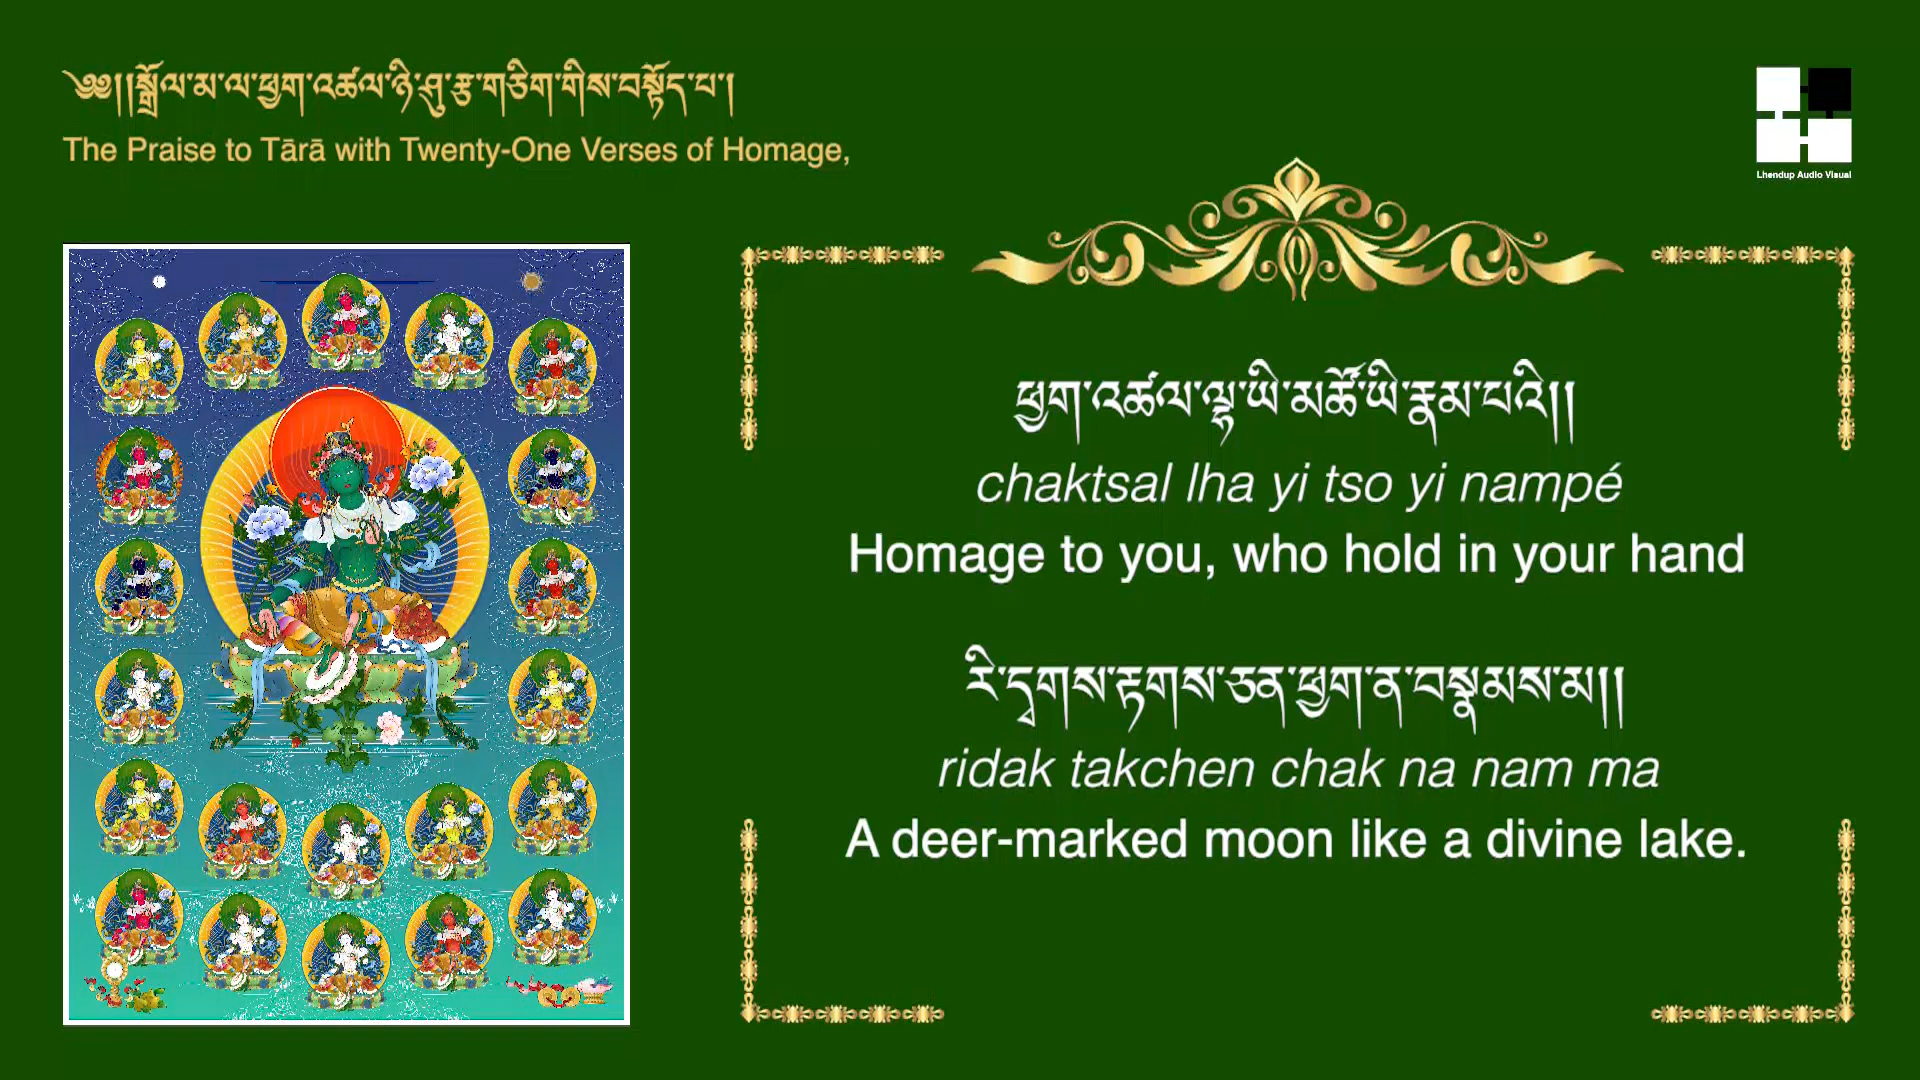 ༄༅།།སྒྲོལ་མ་ལ་ཕྱག་འཚལ་ཉི་ཤུ་རྩ་གཅིག་གིས་བསྟོད་པ་།
The Praise to Tārā with Twenty-One Verses of Homage,
Lhendup Audio Visual
ཕྱག་འཚལ་ལྷ་ཡི་མཚོ་ཡི་རྣམ་པའི།།
chaktsal lha yi tso yi nampé
Homage to you, who hold in your hand
རི་དྭགས་རྟགས་ཅན་ཕྱག་ན་བསྣམས་མ།།
ridak takchen chak na nam ma
A deer-marked moon like a divine lake.